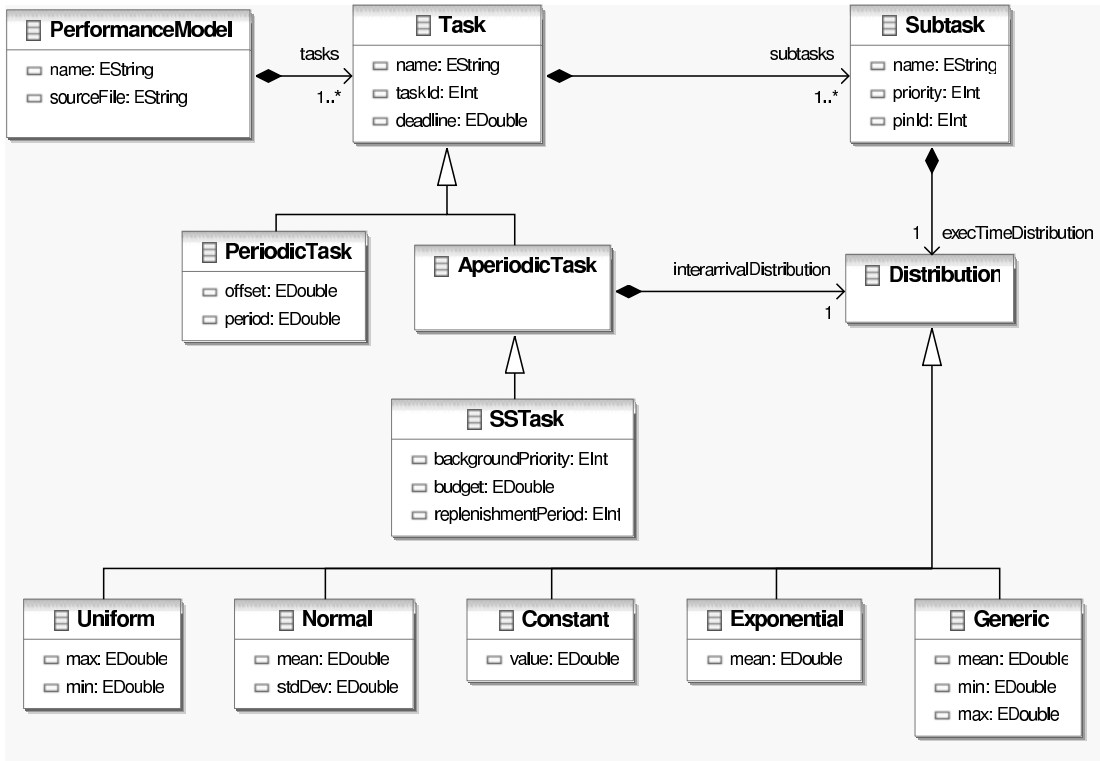 PerformanceModel
name: EString
sourceFile: EString
tasks
1..*
Task
name: EString
taskId: EInt
deadline: EDouble
subtasks
1..*
Subtask
name: EString
priority: EInt
pinId: EInt
1
execTimeDistribution
PeriodicTask
offset: EDouble
period: EDouble
AperiodicTask
interarrivalDistribution
1
Distribution
SSTask
backgroundPriority: EInt
budget: EDouble
replenishmentPeriod: EInt
Uniform
max: EDouble
min: EDouble
Normal
mean: EDouble
stdDev: EDouble
Constant
value: EDouble
Exponential
mean: EDouble
Generic
mean: EDouble
min: EDouble
max: EDouble